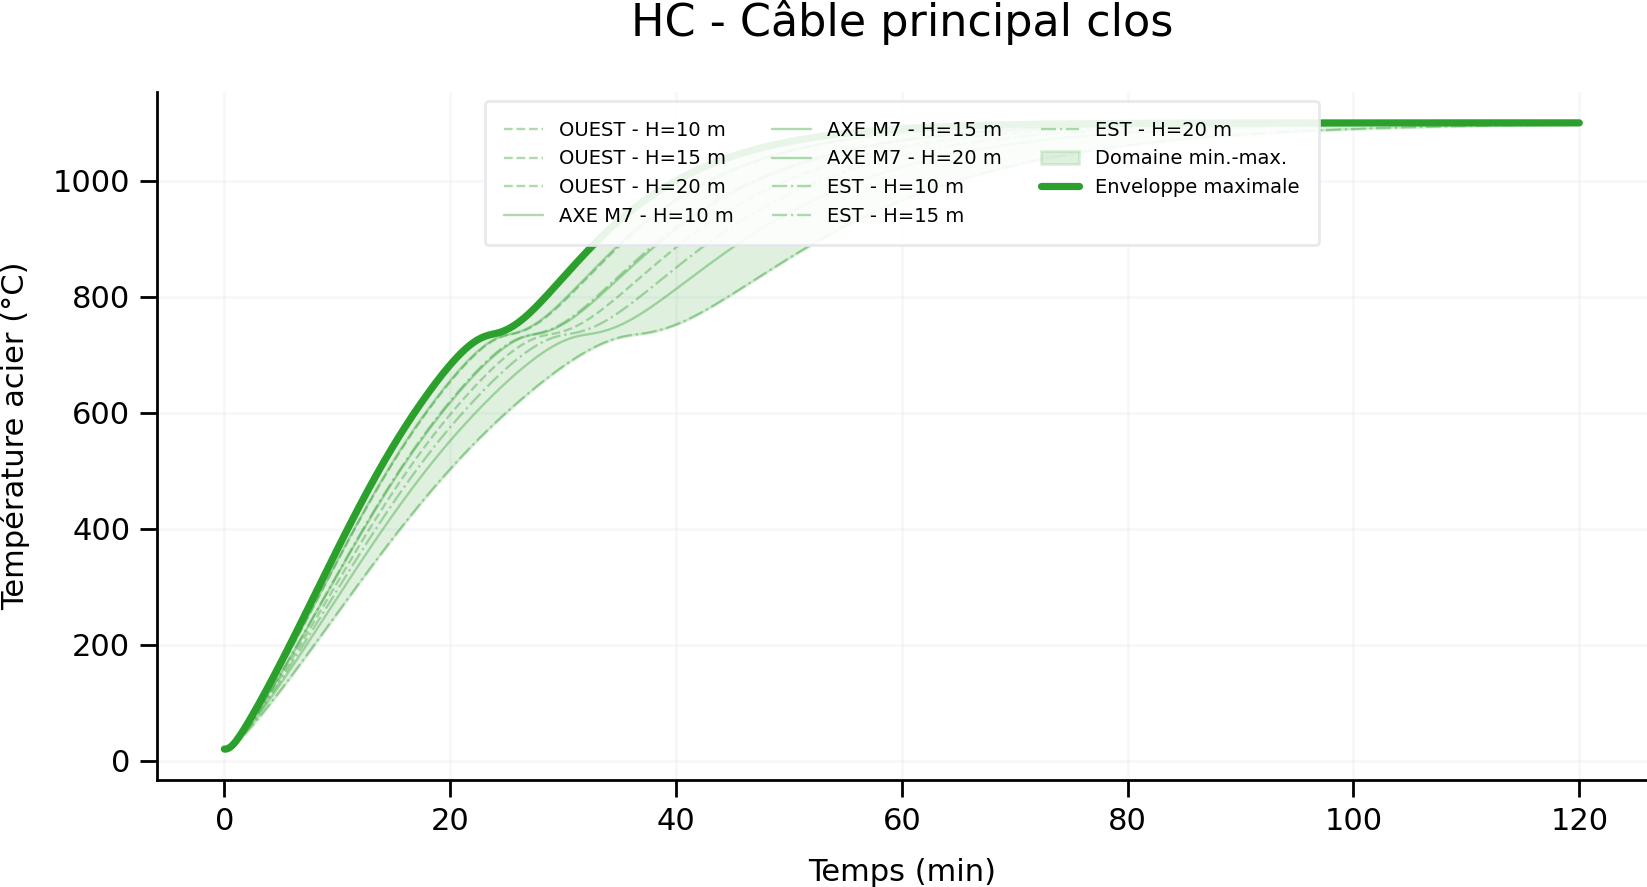 HC - Câble principal clos
OUEST - H=10 m
OUEST - H=15 m
OUEST - H=20 m
AXE M7 - H=10 m
AXE M7 - H=15 m
AXE M7 - H=20 m
EST - H=10 m
EST - H=15 m
EST - H=20 m
Domaine min.-max.
Enveloppe maximale
Température acier (°C)
1000
800
600
400
200
0
0
20
40
60
80
100
120
Temps (min)